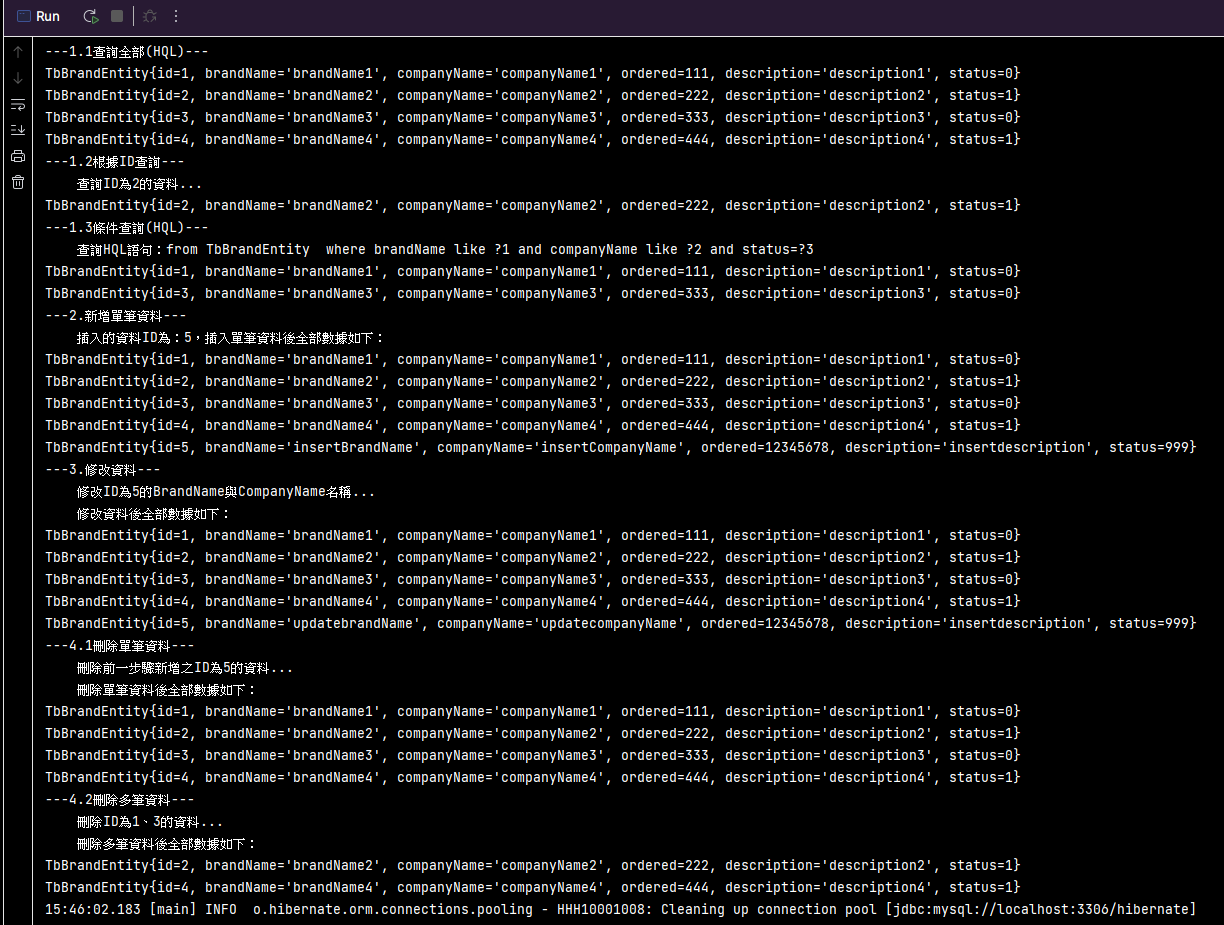 Run
---1.1查詢全部(HQL)---
TbBrandEntity{id=1, brandName='brandName1', companyName='companyName1', ordered=111, description='description1', status=0}
TbBrandEntity{id=2, brandName='brandName2', companyName='companyName2', ordered=222, description='description2', status=1}
TbBrandEntity{id=3, brandName='brandName3', companyName='companyName3', ordered=333, description='description3', status=0}
TbBrandEntity{id=4, brandName='brandName4', companyName='companyName4', ordered=444, description='description4', status=1}
---1.2根據ID查詢---
    查詢ID為2的資料...
TbBrandEntity{id=2, brandName='brandName2', companyName='companyName2', ordered=222, description='description2', status=1}
---1.3條件查詢(HQL)---
    查詢HQL語句：from TbBrandEntity  where brandName like ?1 and companyName like ?2 and status=?3
TbBrandEntity{id=1, brandName='brandName1', companyName='companyName1', ordered=111, description='description1', status=0}
TbBrandEntity{id=3, brandName='brandName3', companyName='companyName3', ordered=333, description='description3', status=0}
---2.新增單筆資料---
    插入的資料ID為：5，插入單筆資料後全部數據如下：
TbBrandEntity{id=1, brandName='brandName1', companyName='companyName1', ordered=111, description='description1', status=0}
TbBrandEntity{id=2, brandName='brandName2', companyName='companyName2', ordered=222, description='description2', status=1}
TbBrandEntity{id=3, brandName='brandName3', companyName='companyName3', ordered=333, description='description3', status=0}
TbBrandEntity{id=4, brandName='brandName4', companyName='companyName4', ordered=444, description='description4', status=1}
TbBrandEntity{id=5, brandName='insertBrandName', companyName='insertCompanyName', ordered=12345678, description='insertdescription', status=999}
---3.修改資料---
    修改ID為5的BrandName與CompanyName名稱...
    修改資料後全部數據如下：
TbBrandEntity{id=1, brandName='brandName1', companyName='companyName1', ordered=111, description='description1', status=0}
TbBrandEntity{id=2, brandName='brandName2', companyName='companyName2', ordered=222, description='description2', status=1}
TbBrandEntity{id=3, brandName='brandName3', companyName='companyName3', ordered=333, description='description3', status=0}
TbBrandEntity{id=4, brandName='brandName4', companyName='companyName4', ordered=444, description='description4', status=1}
TbBrandEntity{id=5, brandName='updatebrandName', companyName='updatecompanyName', ordered=12345678, description='insertdescription', status=999}
---4.1刪除單筆資料---
    刪除前一步驟新增之ID為5的資料...
    刪除單筆資料後全部數據如下：
TbBrandEntity{id=1, brandName='brandName1', companyName='companyName1', ordered=111, description='description1', status=0}
TbBrandEntity{id=2, brandName='brandName2', companyName='companyName2', ordered=222, description='description2', status=1}
TbBrandEntity{id=3, brandName='brandName3', companyName='companyName3', ordered=333, description='description3', status=0}
TbBrandEntity{id=4, brandName='brandName4', companyName='companyName4', ordered=444, description='description4', status=1}
---4.2刪除多筆資料---
    刪除ID為1、3的資料...
    刪除多筆資料後全部數據如下：
TbBrandEntity{id=2, brandName='brandName2', companyName='companyName2', ordered=222, description='description2', status=1}
TbBrandEntity{id=4, brandName='brandName4', companyName='companyName4', ordered=444, description='description4', status=1}
15:46:02.183 [main] INFO  o.hibernate.orm.connections.pooling - HHH10001008: Cleaning up connection pool [jdbc:mysql://localhost:3306/hibernate]